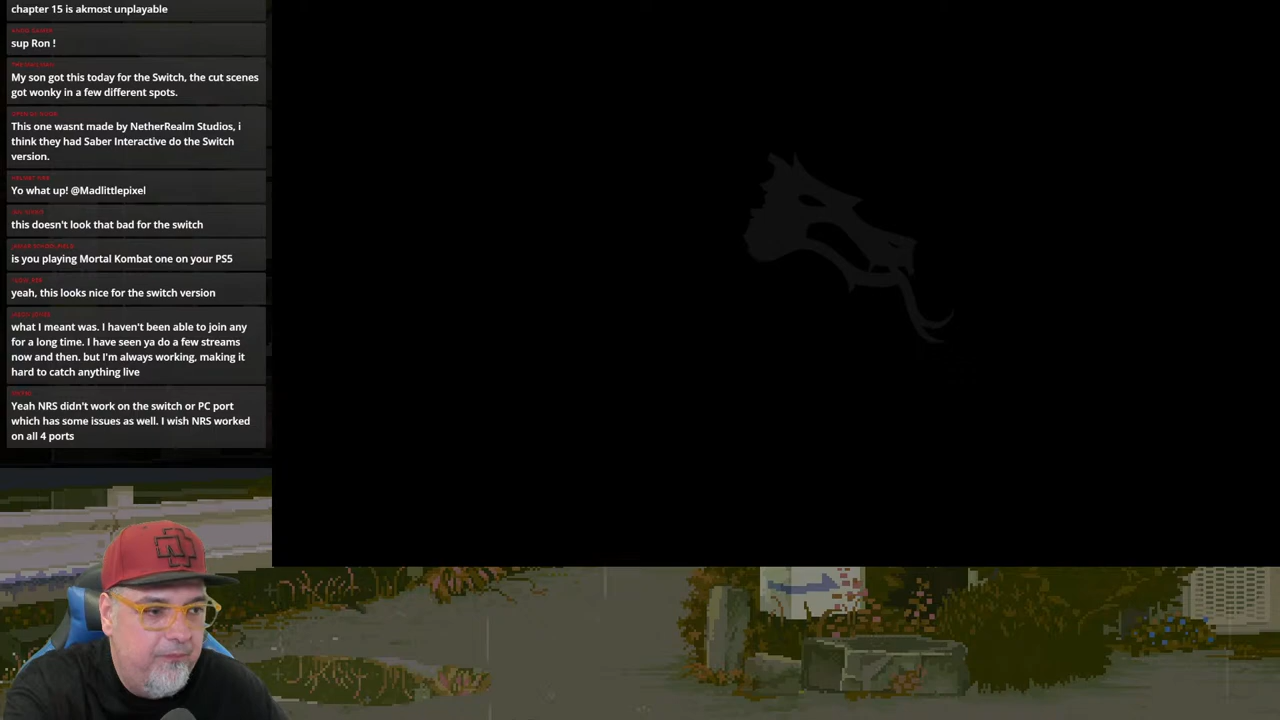 chapter 15 is akmost unplayable
sup Ron !
My son got this today for the Switch, the cut scenes
got wonky in a few different spots.
This one wasnt made by NetherRealm Studios, i
think they had Saber Interactive do the Switch
version.
Yo what up! @Madlittlepixel
this doesn't look that bad for the switch
is you playing Mortal Kombat one on your PS5
yeah, this looks nice for the switch version
what I meant was. I haven't been able to join any
for a long time. I have seen ya do a few streams
now and then. but I'm always working, making it
hard to catch anything live
Yeah NRS didn't work on the switch or PC port
which has some issues as well. I wish NRS worked
on all 4 ports